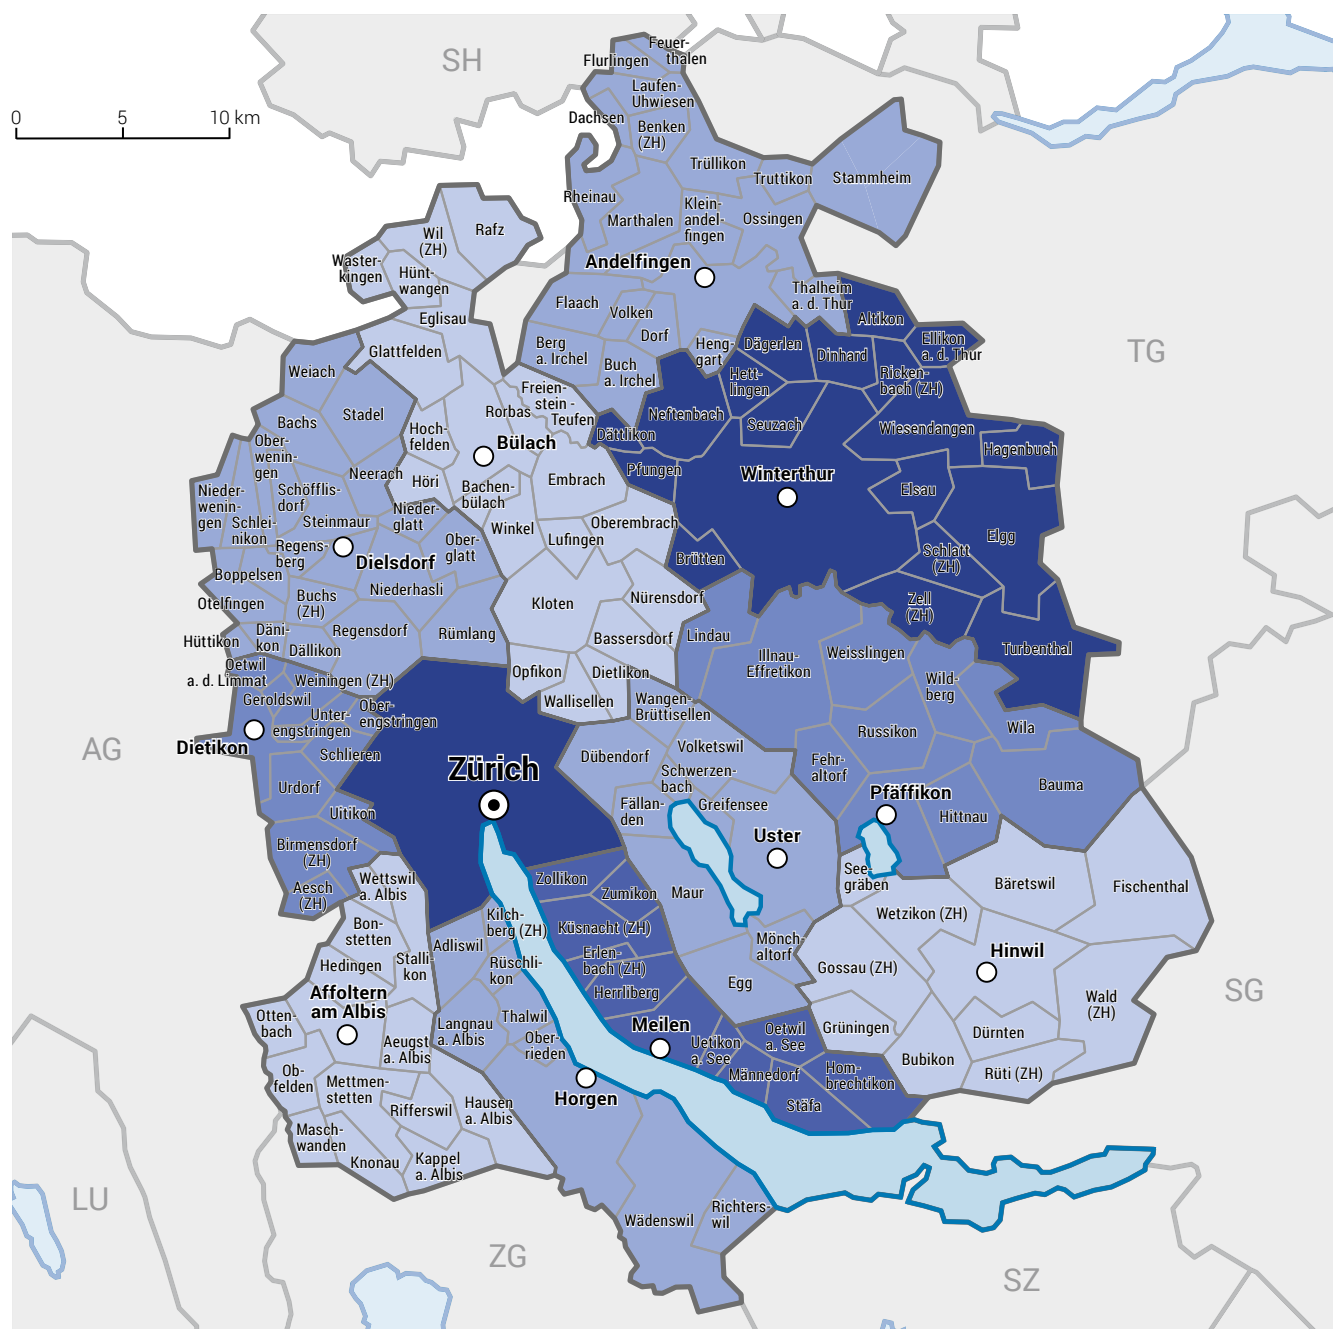 SH
Feuer-
thalen
Flurlingen
Laufen-
Uhwiesen
0
5
10 km
Dachsen
Benken
(ZH)
Trüllikon
Truttikon
Stammheim
Rheinau
Klein-
andel-
fingen
Marthalen
Ossingen
Wil
(ZH)
Rafz
Waster-
kingen
Hünt-
wangen
Andelfingen
Thalheim
a. d. Thur
Flaach
Volken
Eglisau
Altikon
Dorf
Glattfelden
Berg
a. Irchel
Heng-
gart
Dägerlen
Dinhard
Ellikon
a. d. Thur
TG
Weiach
Buch
a. Irchel
Hett-
lingen
Ricken-
bach (ZH)
Freien-
stein -
Teufen
Rorbas
Stadel
Bachs
Neftenbach
Seuzach
Wiesendangen
Hoch-
felden
Bülach
Dättlikon
Hagenbuch
Ober-
wenin-
gen
Neerach
Höri
Embrach
Pfungen
Winterthur
Elsau
Nieder-
wenin-
gen
Schöfflis-
dorf
Bachen-
bülach
Schlei-
nikon
Steinmaur
Nieder-
glatt
Winkel
Oberembrach
Lufingen
Elgg
Regens-
berg
Dielsdorf
Ober-
glatt
Brütten
Schlatt
(ZH)
Boppelsen
Niederhasli
Otelfingen
Buchs
(ZH)
Kloten
Nürensdorf
Zell
(ZH)
Hüttikon
Däni-
kon
Regensdorf
Rümlang
Bassersdorf
Lindau
Dällikon
Illnau-
Effretikon
Weisslingen
Turbenthal
Oetwil
a. d. Limmat
Weiningen (ZH)
Opfikon
Dietlikon
Wild-
berg
Geroldswil
Ober-
engstringen
Wallisellen
Wangen-
Brüttisellen
Unter-
engstringen
Russikon
Wila
AG
Dietikon
Schlieren
Zürich
Dübendorf
Volketswil
Fehr-
altorf
Schwerzen-
bach
Urdorf
Bauma
Pfäffikon
Fällan-
den
Greifensee
Uitikon
Hittnau
Uster
Birmensdorf
(ZH)
See-
gräben
Aesch
(ZH)
Wettswil
a. Albis
Zollikon
Zumikon
Maur
Bäretswil
Fischenthal
Kilch-
berg (ZH)
Küsnacht (ZH)
Wetzikon (ZH)
Bon-
stetten
Adliswil
Mönch-
altorf
Hinwil
Erlen-
bach (ZH)
Stalli-
kon
Hedingen
Rüschli-
kon
Gossau (ZH)
Egg
SG
Affoltern
am Albis
Herrliberg
Wald
(ZH)
Otten-
bach
Thalwil
Meilen
Langnau
a. Albis
Oetwil
a. See
Grüningen
Dürnten
Aeugst
a. Albis
Ober-
rieden
Uetikon
a. See
Bubikon
Ob-
felden
Männedorf
Hom-
brechtikon
Rüti (ZH)
Mettmen-
stetten
Horgen
Rifferswil
Hausen
a. Albis
Stäfa
Masch-
wanden
Knonau
Kappel
a. Albis
LU
Wädenswil
Richters-
wil
ZG
SZ